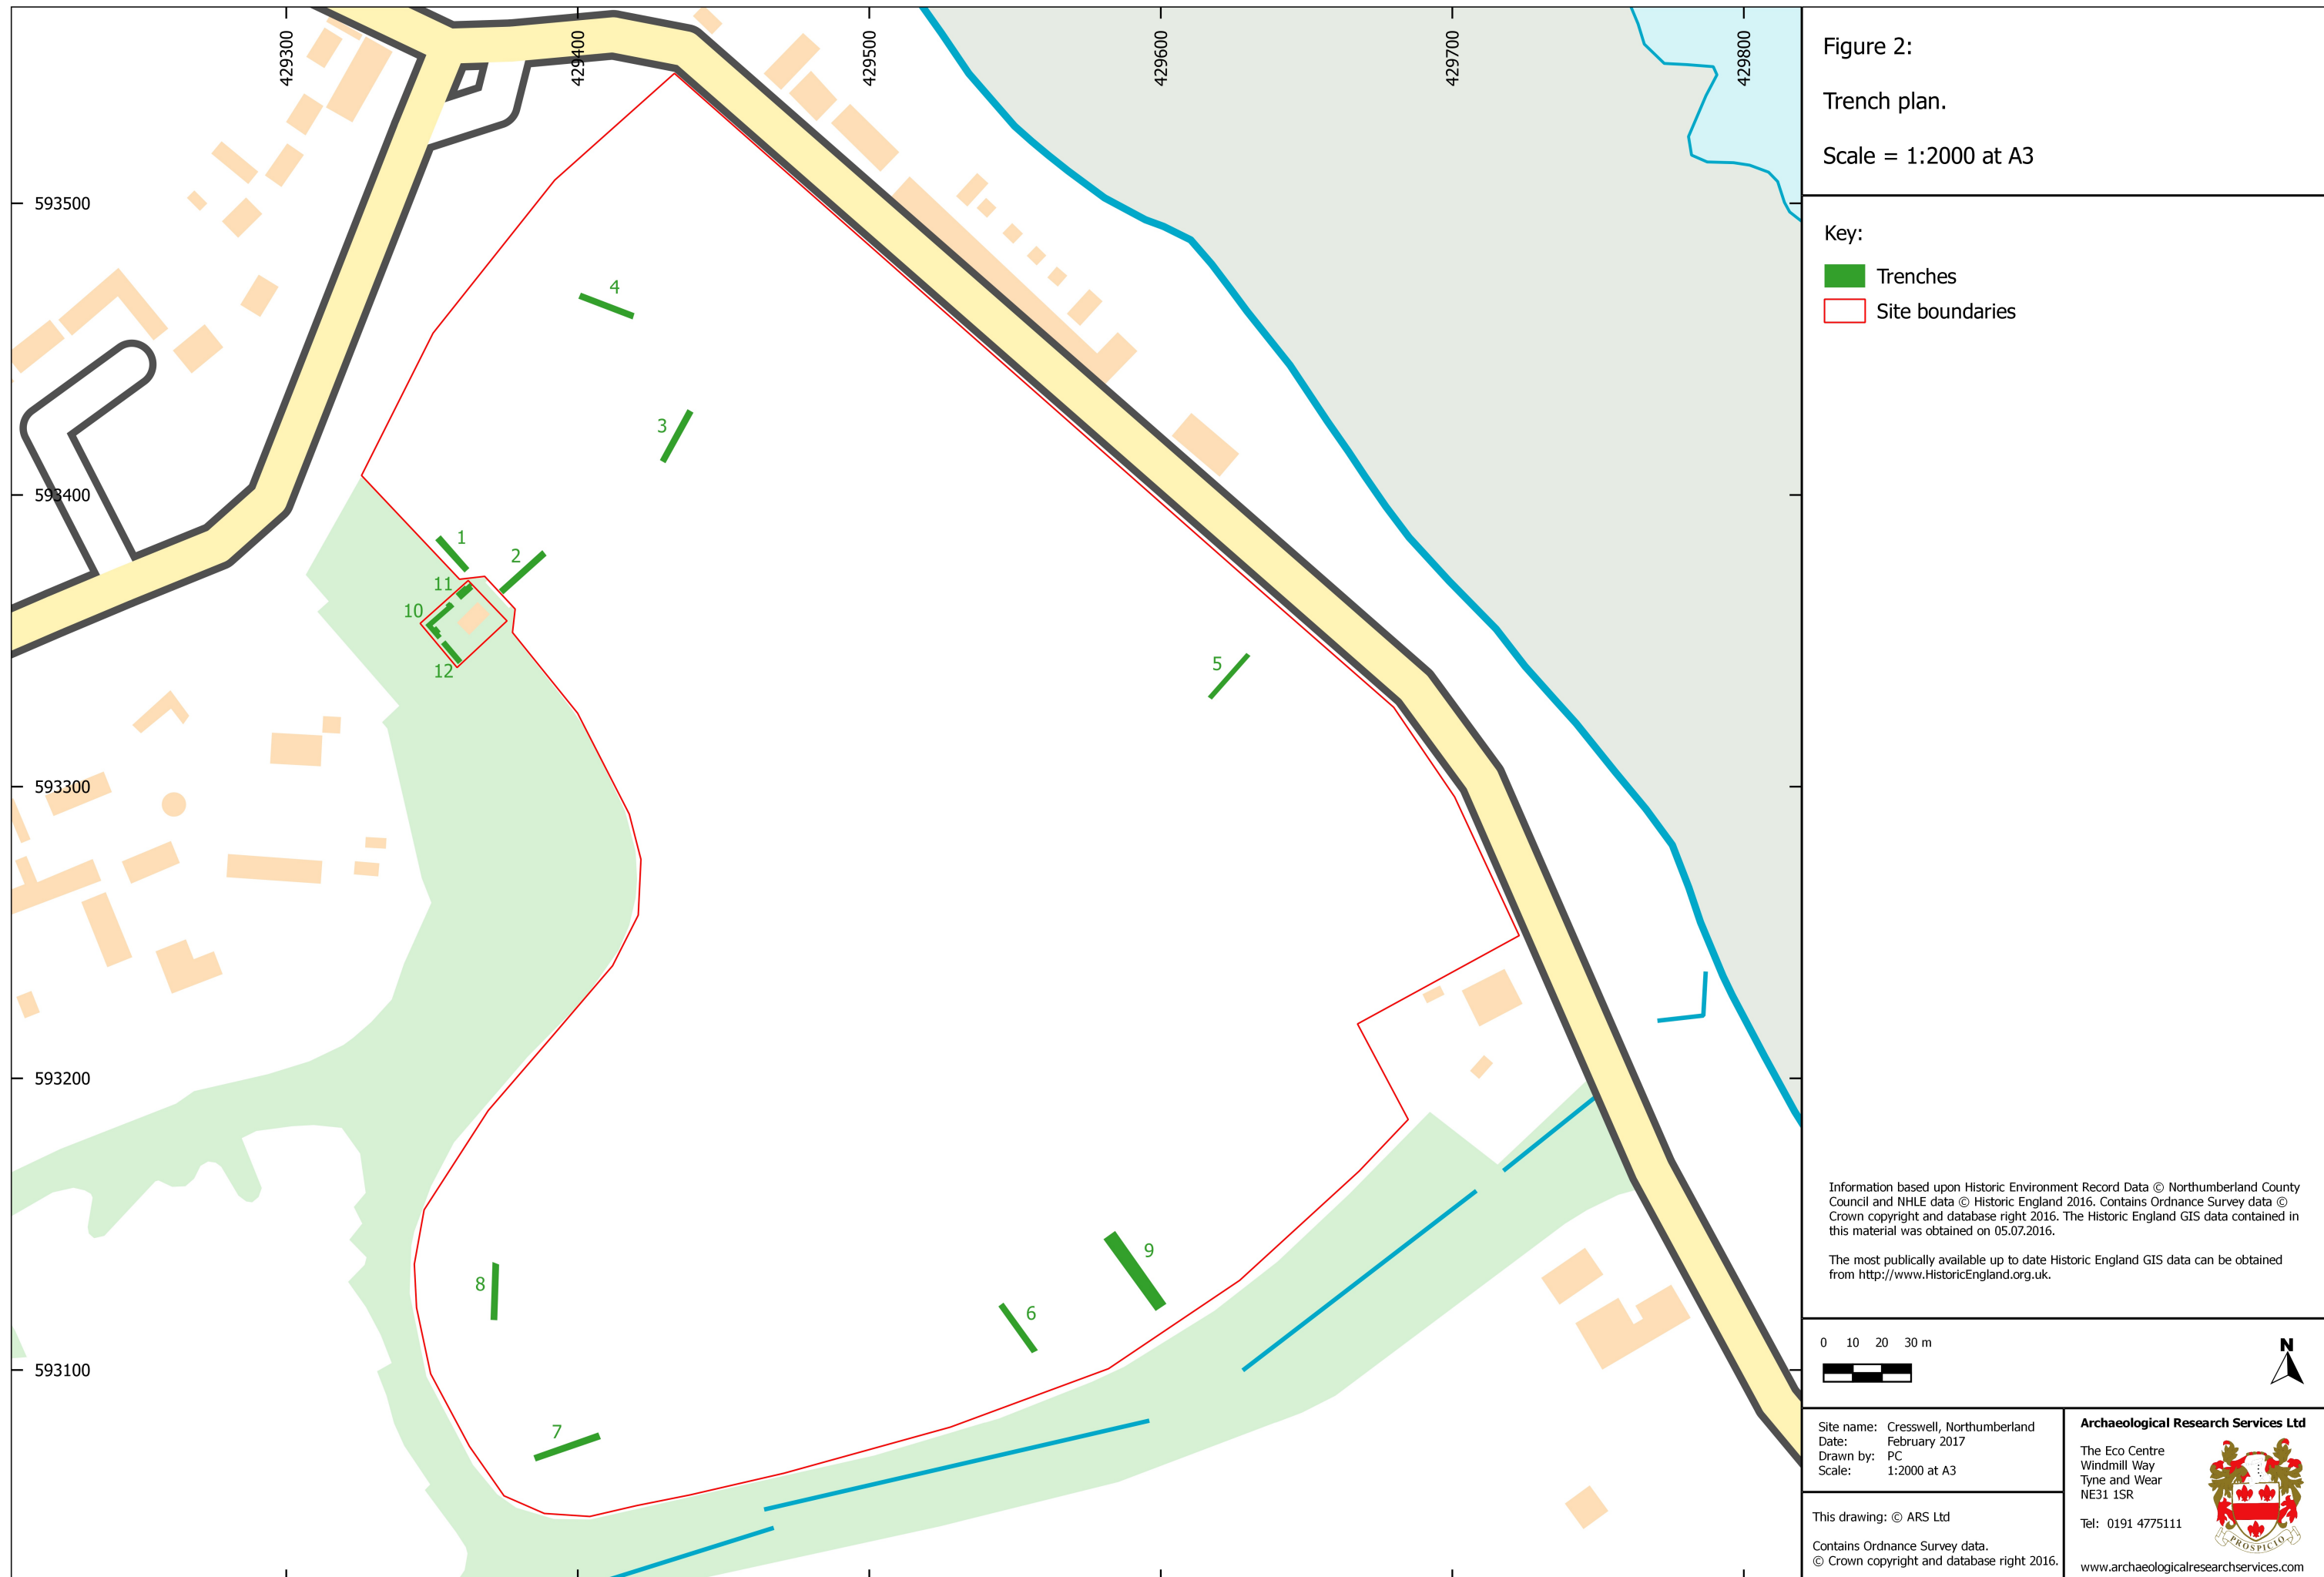 429300
429400
429500
429600
429700
429800
593500
593400
593300
593200
593100
4
3
1
2
11
10
12
5
9
8
6
7
Figure 2:
Trench plan.
Scale = 1:2000 at A3
Key:
Trenches
Site boundaries
Information based upon Historic Environment Record Data © Northumberland County
Council and NHLE data © Historic England 2016. Contains Ordnance Survey data ©
Crown copyright and database right 2016. The Historic England GIS data contained in
this material was obtained on 05.07.2016.
The most publically available up to date Historic England GIS data can be obtained
from http://www.HistoricEngland.org.uk.
0 10 20 30 m
N
Site name: Cresswell, Northumberland
Date: February 2017
Drawn by: PC
Scale: 1:2000 at A3
This drawing: © ARS Ltd
Contains Ordnance Survey data.
© Crown copyright and database right 2016.
Archaeological Research Services Ltd
The Eco Centre
Windmill Way
Tyne and Wear
NE31 1SR
Tel: 0191 4775111
PROSPICIO
www.archaeologicalresearchservices.com